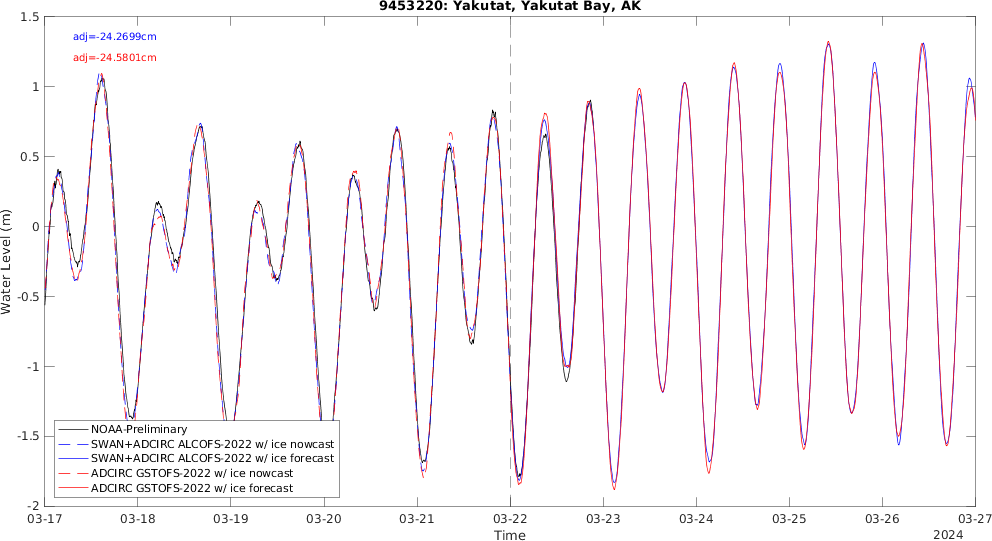 9453220: Yakutat, Yakutat Bay, AK
adj=-24.2699cm
adj=-24.5801cm
1.5
1
0.5
0
-0.5
-1
-1.5
-2
Water Level (m)
NOAA-Preliminary
SWAN+ADCIRC ALCOFS-2022 w/ ice nowcast
SWAN+ADCIRC ALCOFS-2022 w/ ice forecast
ADCIRC GSTOFS-2022 w/ ice nowcast
ADCIRC GSTOFS-2022 w/ ice forecast
03-17 03-18 03-19 03-20 03-21 03-22 03-23 03-24 03-25 03-26 03-27
Time
2024